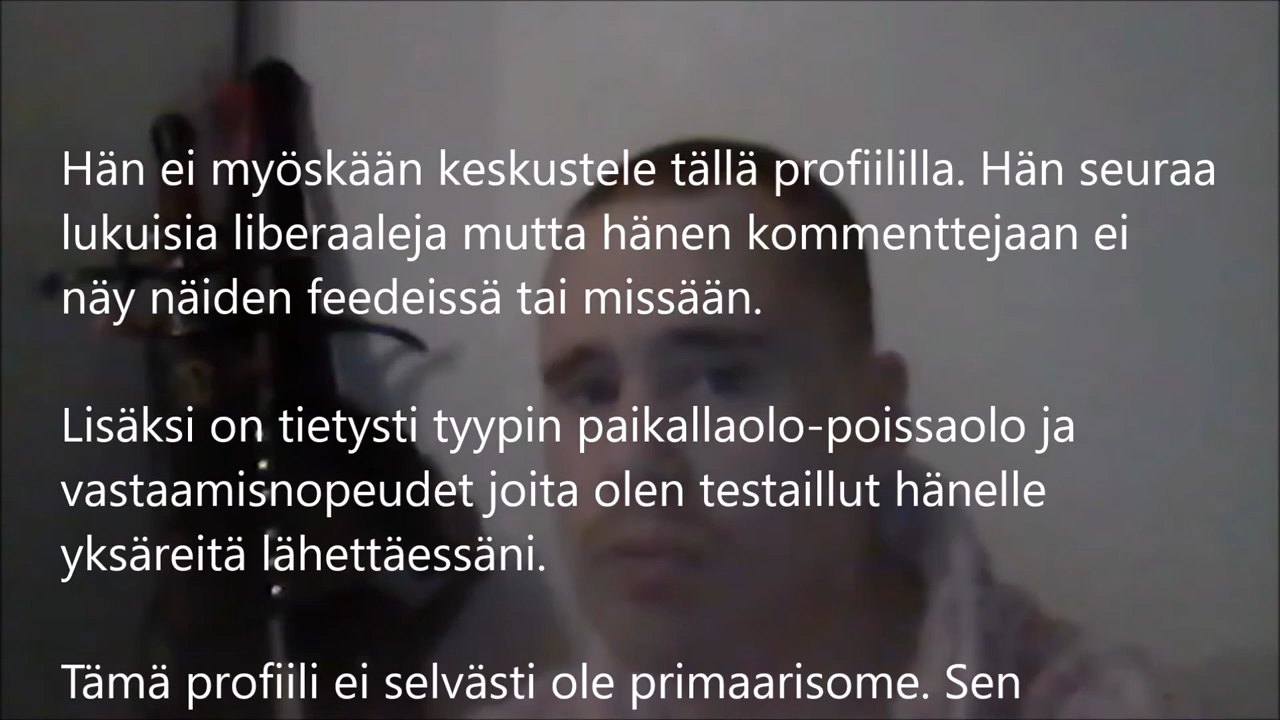 Hän ei myöskään keskustele tällä profiililla. Hän seuraa
lukuisia liberaaleja mutta hänen kommenttejaan ei
näy näiden feedeissä tai missään.
Lisäksi on tietysti tyypin paikallaolo-poissaolo ja
vastaamisnopeudet joita olen testaillut hänelle
yksäreitä lähettäessäni.
Tämä profiili ei selvästi ole primaarisome. Sen